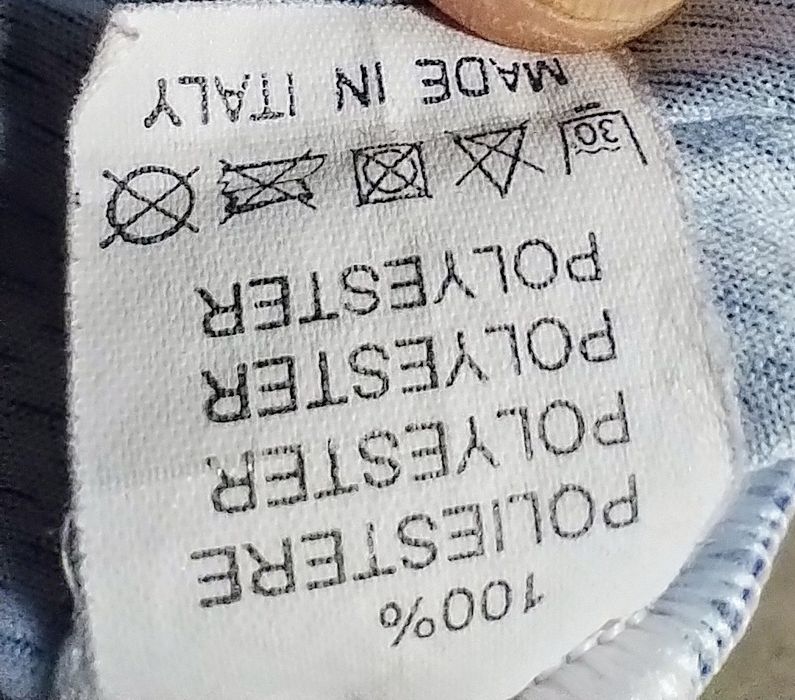 100%
POLIESTERE
POLYESTER
POLYESTER
POLYESTER
30
MADE IN ITALY